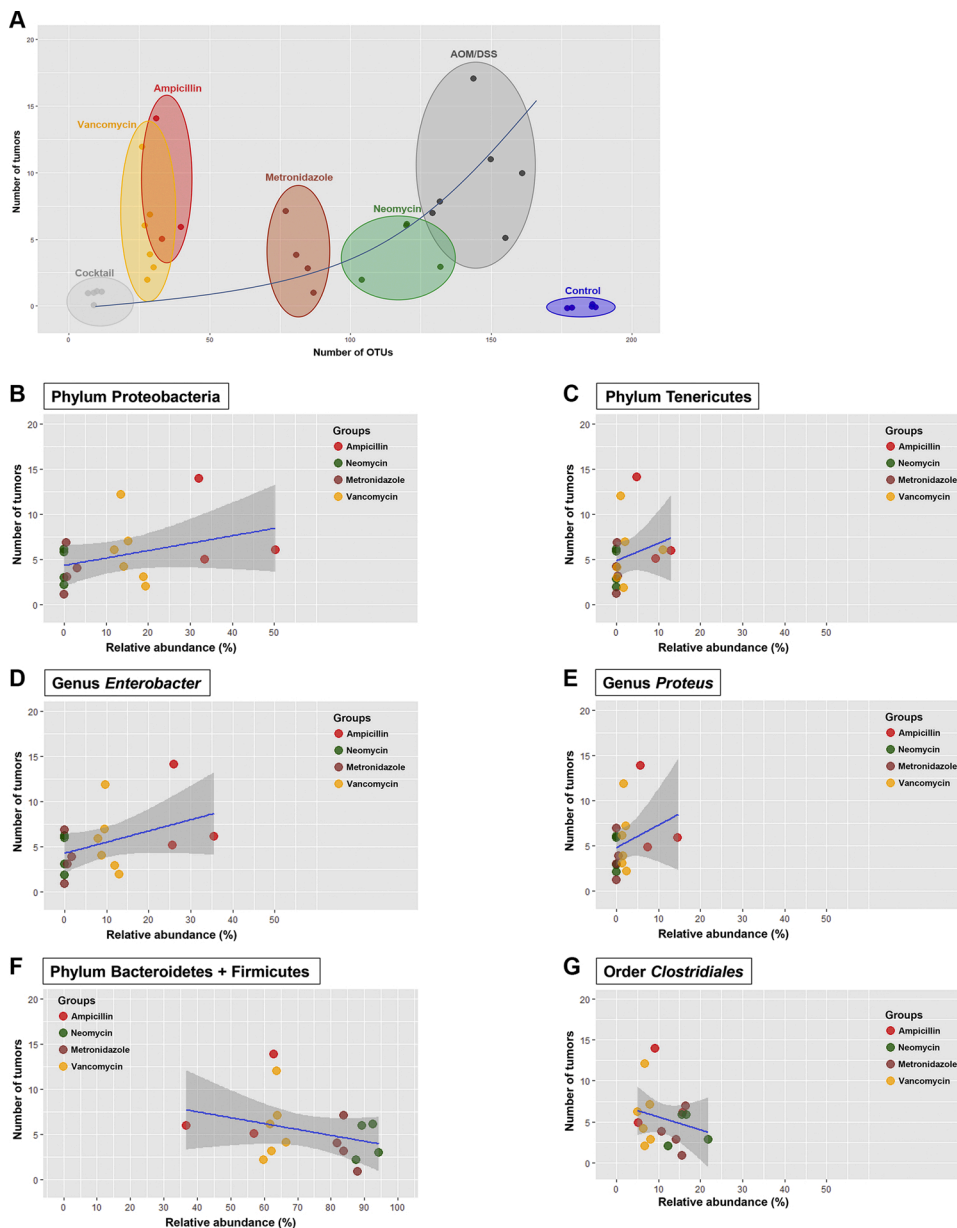 A
AOM/DSS
Ampicillin
Vancomycin
Metronidazole
Neomycin
Cocktail
Control
Number of tumors
20
15
10
5
0
0 50 100 150 200
Number of OTUs
B Phylum Proteobacteria
Groups
Ampicillin
Neomycin
Metronidazole
Vancomycin
Number of tumors
20
15
10
5
0
0 10 20 30 40 50
Relative abundance (%)
C Phylum Tenericutes
Groups
Ampicillin
Neomycin
Metronidazole
Vancomycin
Number of tumors
20
15
10
5
0
0 10 20 30 40 50
Relative abundance (%)
D Genus Enterobacter
Groups
Ampicillin
Neomycin
Metronidazole
Vancomycin
Number of tumors
20
15
10
5
0
0 10 20 30 40 50
Relative abundance (%)
E Genus Proteus
Groups
Ampicillin
Neomycin
Metronidazole
Vancomycin
Number of tumors
20
15
10
5
0
0 10 20 30 40 50
Relative abundance (%)
F Phylum Bacteroidetes + Firmicutes
Groups
Ampicillin
Neomycin
Metronidazole
Vancomycin
Number of tumors
20
15
10
5
0
0 10 20 30 40 50 60 70 80 90 100
Relative abundance (%)
G Order Clostridiales
Groups
Ampicillin
Neomycin
Metronidazole
Vancomycin
Number of tumors
20
15
10
5
0
0 10 20 30 40 50
Relative abundance (%)